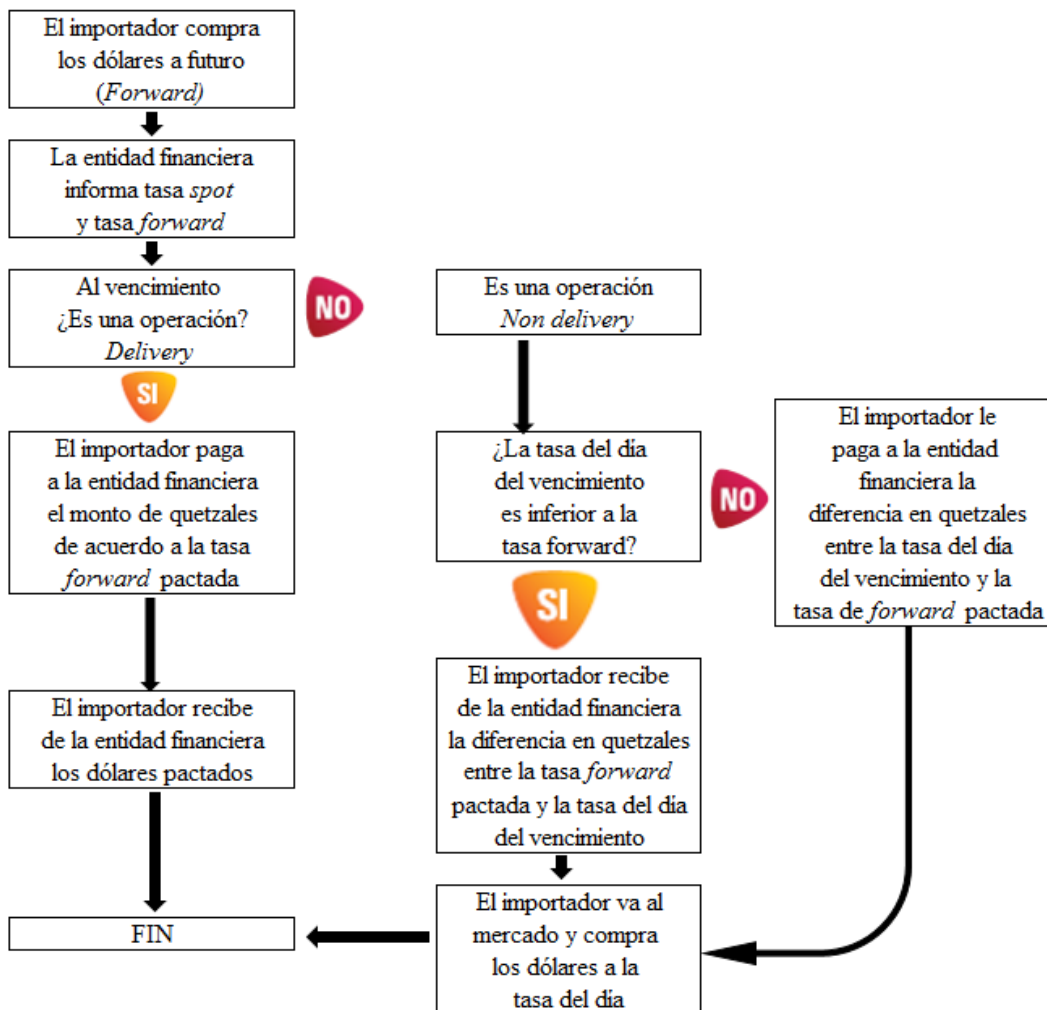 El importador compra
los dólares a futuro
(Forward)
La entidad financiera
informa tasa spot
y tasa forward
Al vencimiento
¿Es una operación?
Delivery
NO
Es una operación
Non delivery
SI
El importador paga
a la entidad financiera
el monto de quetzales
de acuerdo a la tasa
forward pactada
¿La tasa del día
del vencimiento
es inferior a la
tasa forward?
NO
El importador le
paga a la entidad
financiera la
diferencia en quetzales
entre la tasa del día
del vencimiento y la
tasa de forward pactada
SI
El importador recibe
de la entidad financiera
los dólares pactados
El importador recibe
de la entidad financiera
la diferencia en quetzales
entre la tasa forward
pactada y la tasa del día
del vencimiento
FIN
El importador va al
mercado y compra
los dólares a la
tasa del día